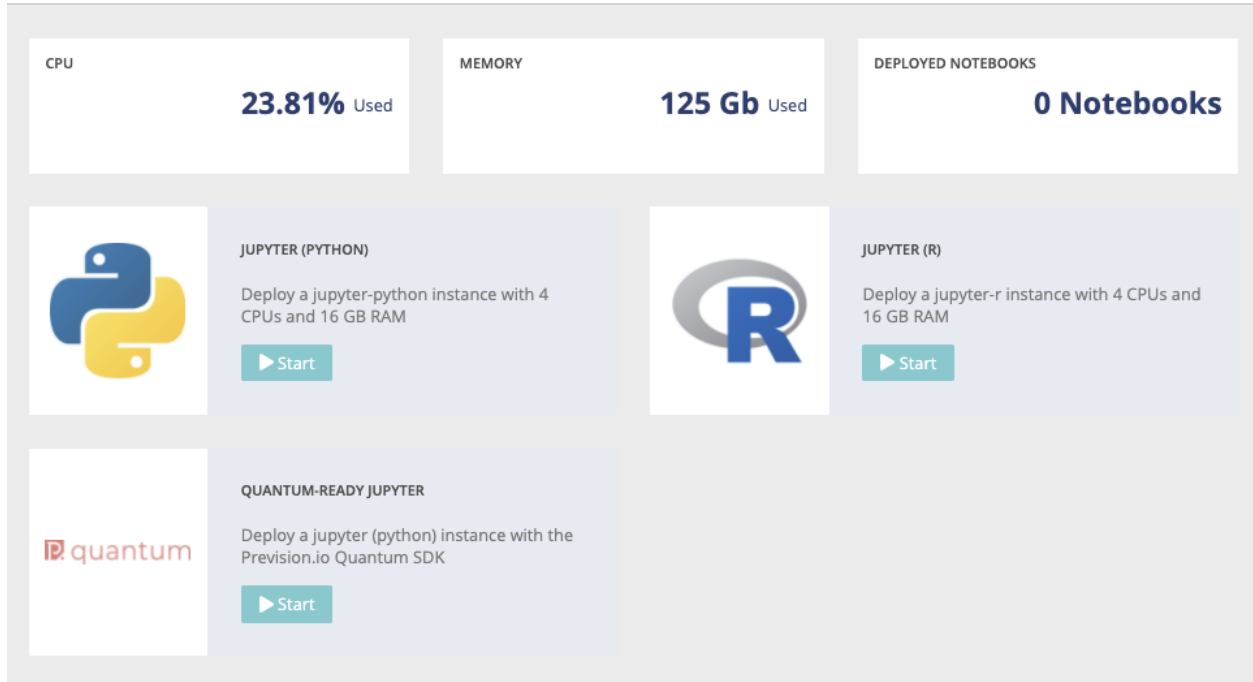 CPU
23.81% Used
MEMORY
125 Gb Used
DEPLOYED NOTEBOOKS
0 Notebooks
JUPYTER (PYTHON)
Deploy a jupyter-python instance with 4
CPUs and 16 GB RAM
Start
R
JUPYTER (R)
Deploy a jupyter-r instance with 4 CPUs and
16 GB RAM
Start
quantum
QUANTUM-READY JUPYTER
Deploy a jupyter (python) instance with the
Prevision.io Quantum SDK
Start